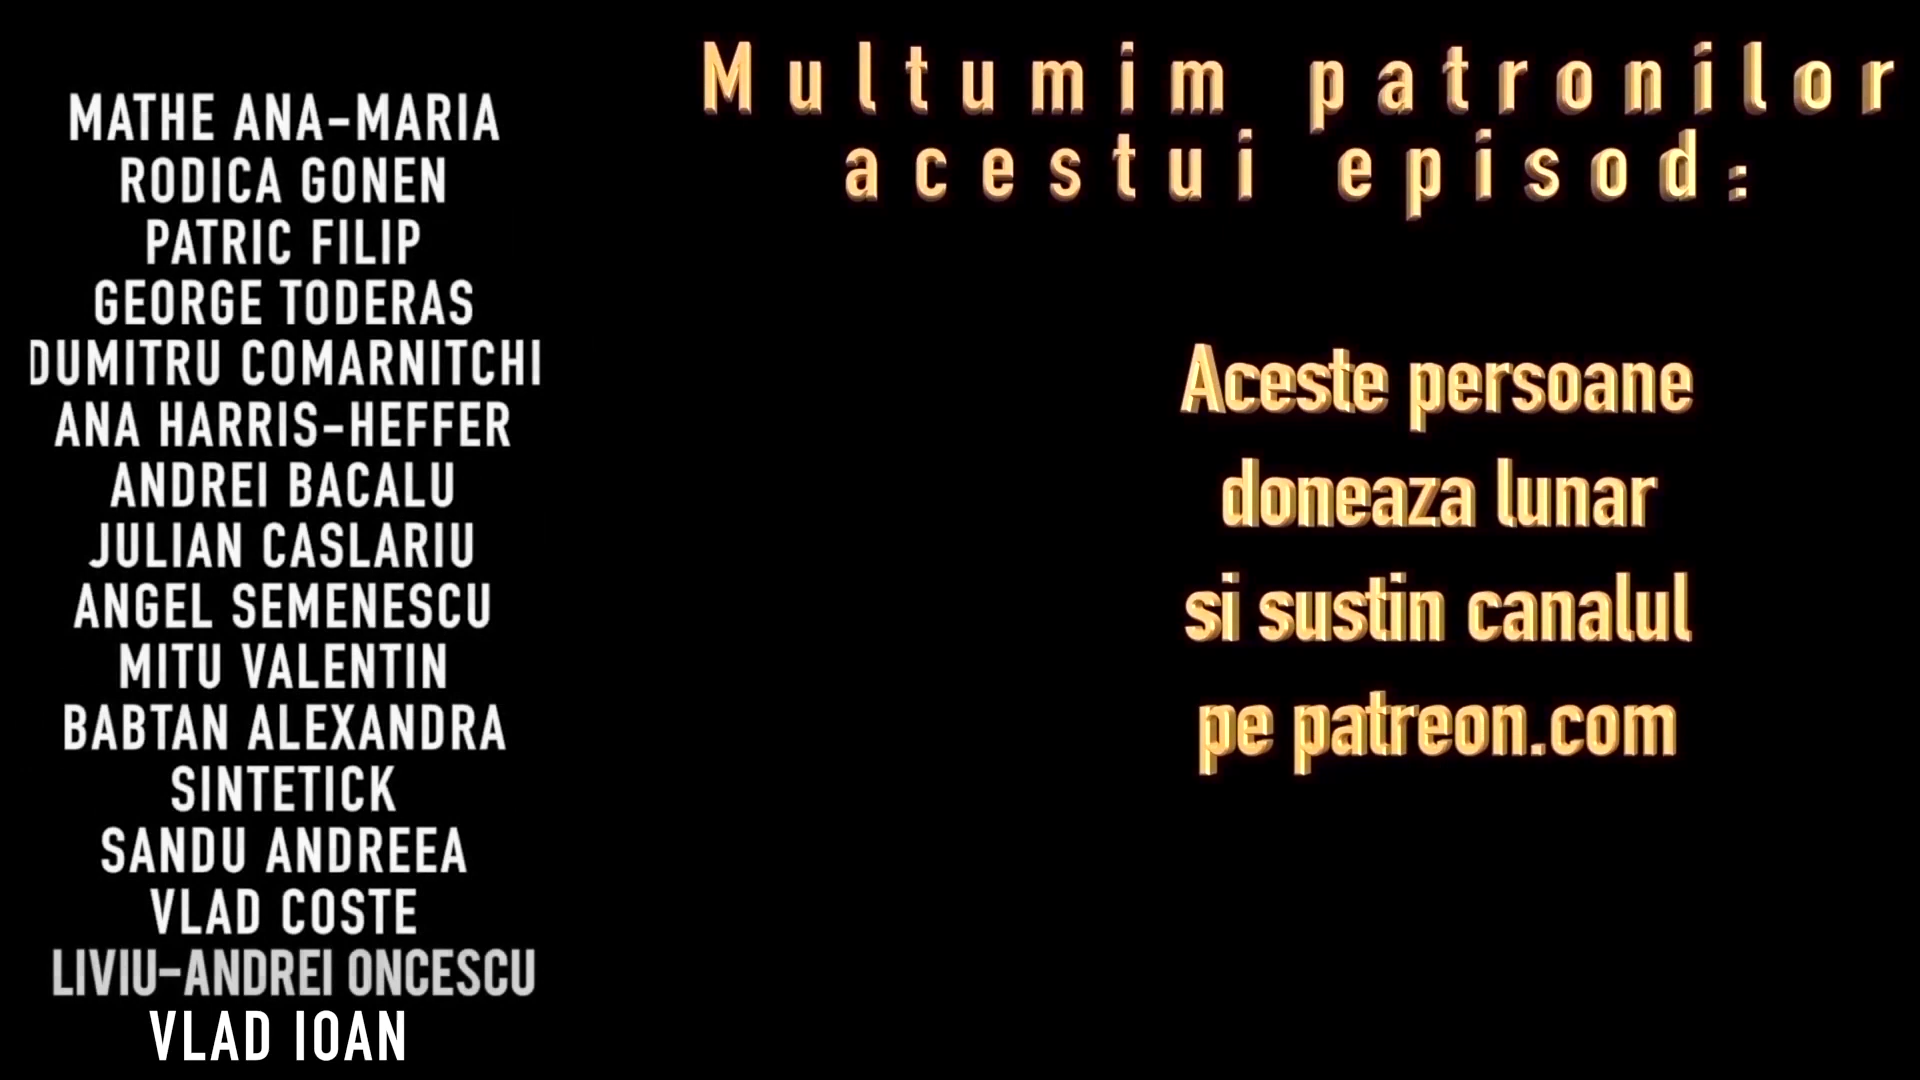 MATHE ANA-MARIA
RODICA GONEN
PATRIC FILIP
GEORGE TODERAS
DUMITRU COMARNITCHI
ANA HARRIS-HEFFER
ANDREI BACALU
JULIAN CASLARIU
ANGEL SEMENESCU
MITU VALENTIN
BABTAN ALEXANDRA
SINTETICK
SANDU ANDREEA
VLAD COSTE
LIVIU-ANDREI ONCESCU
VLAD IOAN
Multumim patronilor
acestui episod:
Aceste persoane
doneaza lunar
si sustin canalul
pe patreon.com